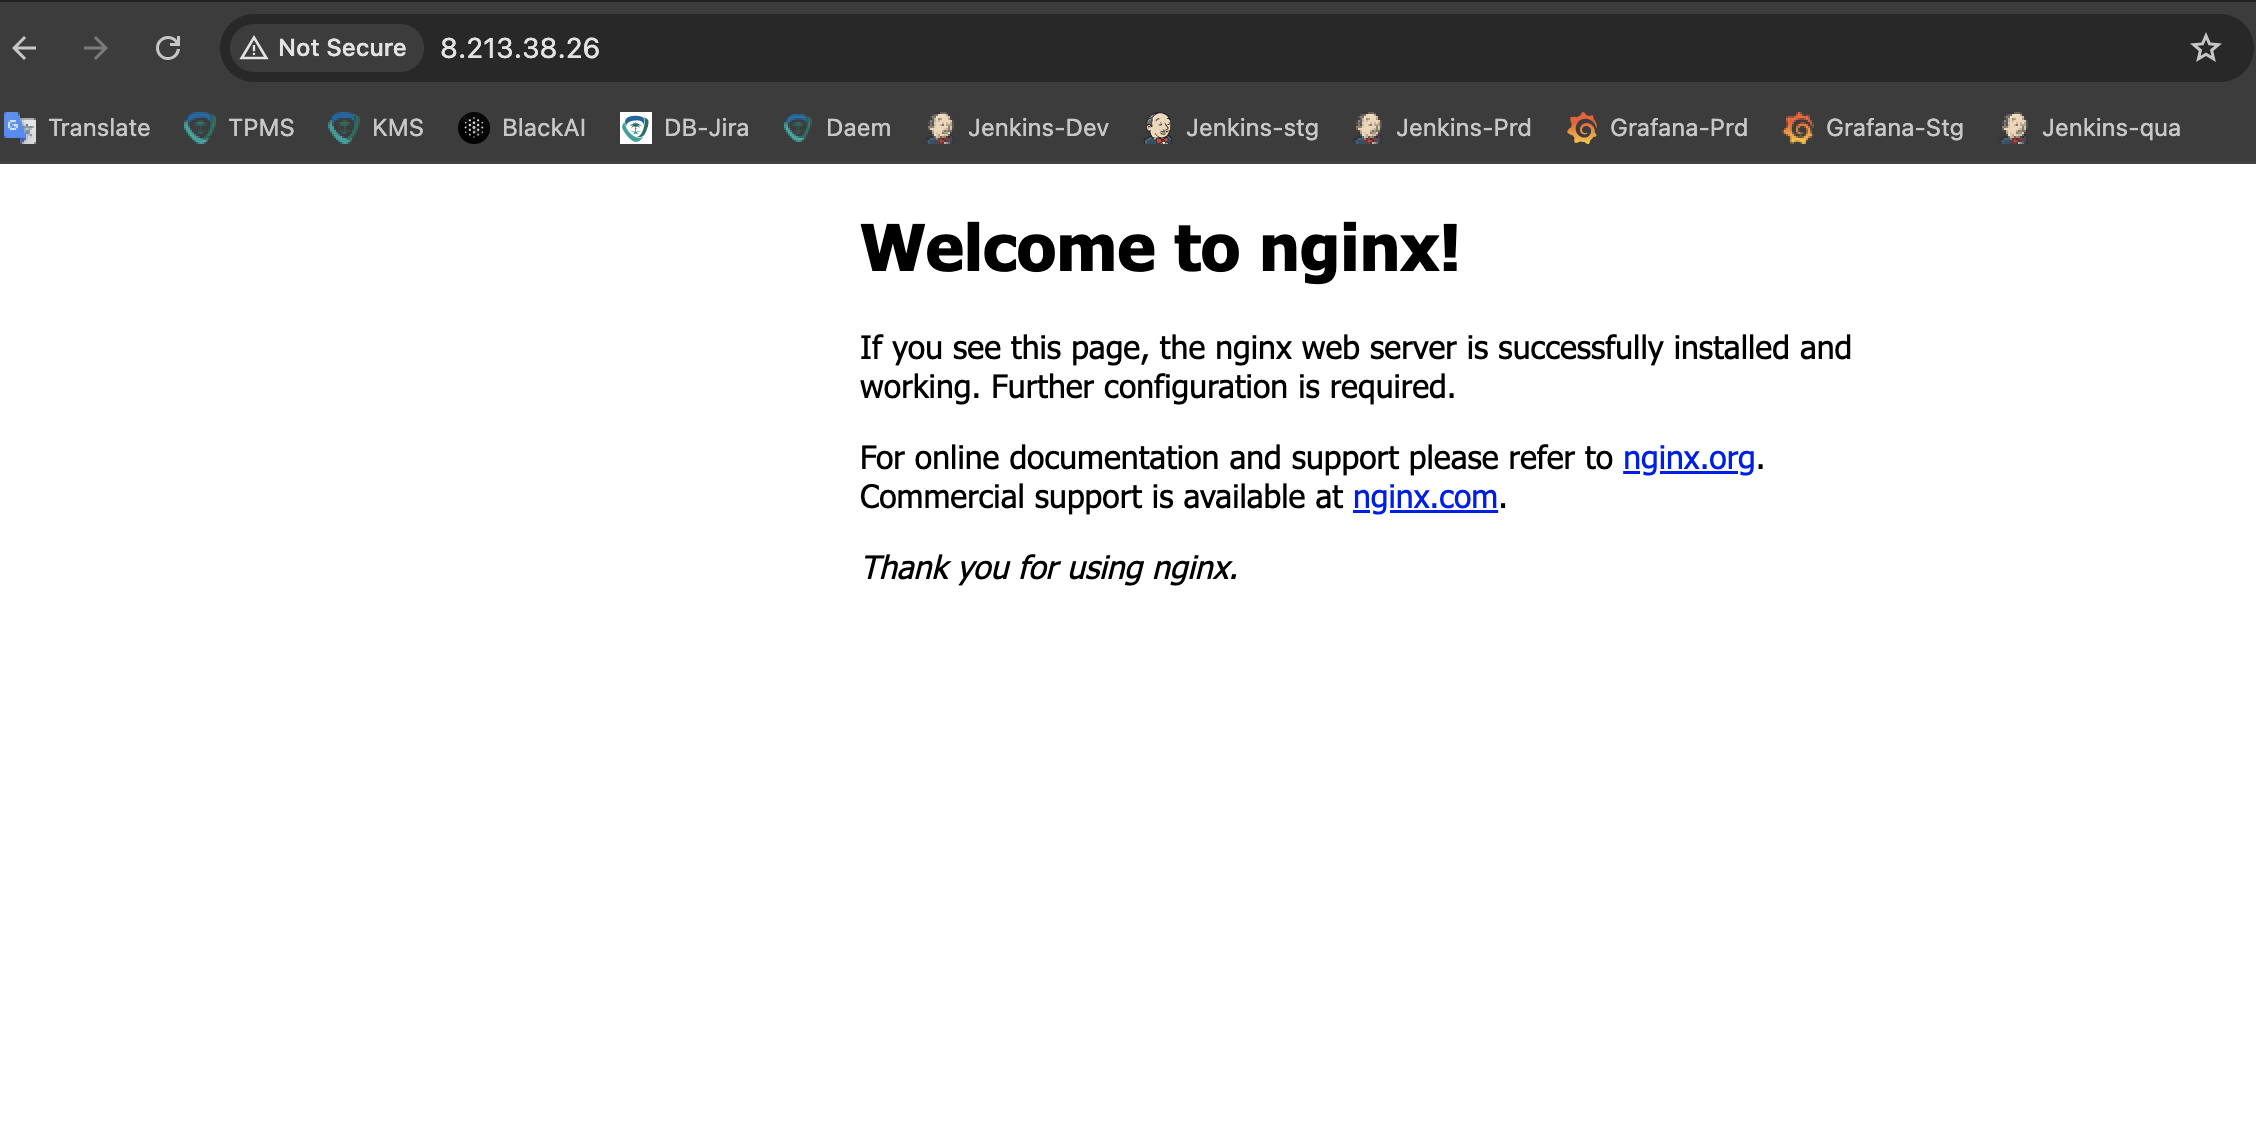 Not Secure 8.213.38.26
Translate TPMS KMS BlackAI DB-Jira Daem Jenkins-Dev Jenkins-stg Jenkins-Prd Grafana-Prd Grafana-Stg Jenkins-qua
Welcome to nginx!
If you see this page, the nginx web server is successfully installed and
working. Further configuration is required.
For online documentation and support please refer to nginx.org.
Commercial support is available at nginx.com.
Thank you for using nginx.